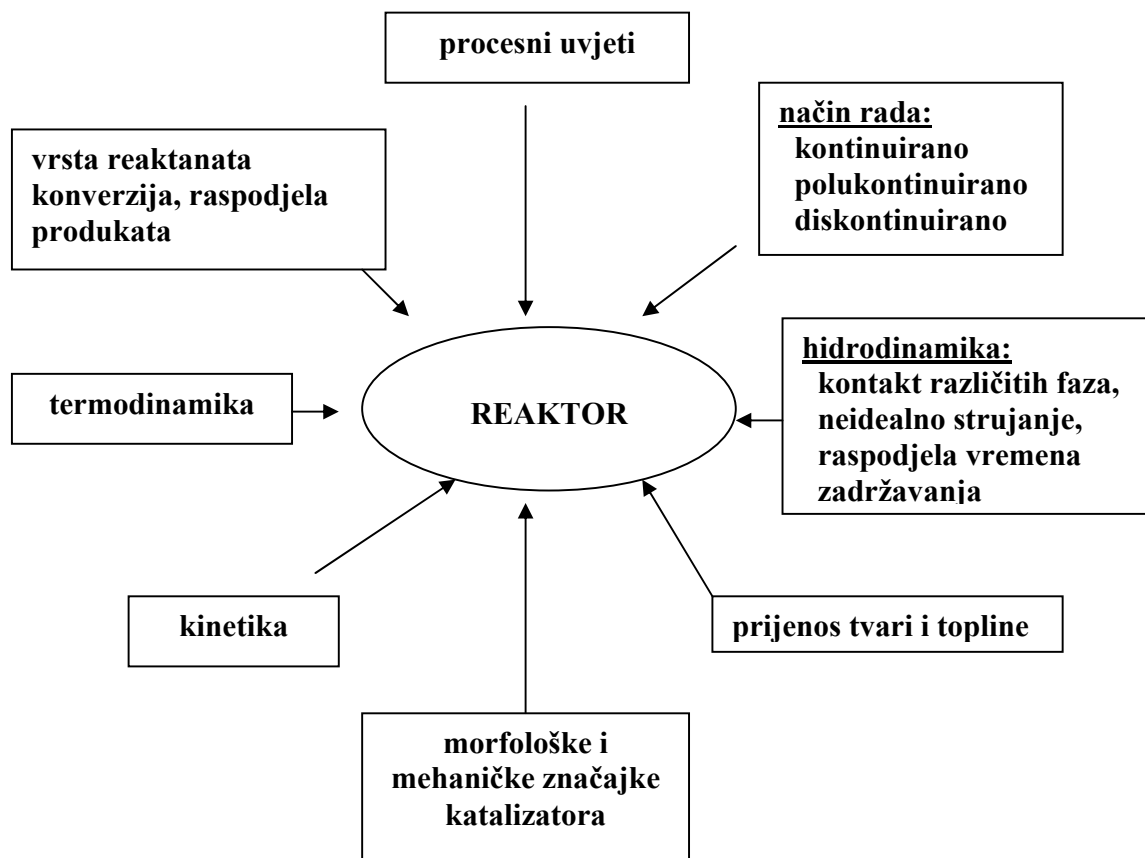 procesni uvjeti
način rada:
kontinuirano
polukontinuirano
diskontinuirano
vrsta reaktanata
konverzija, raspodjela
produkata
hidrodinamika:
kontakt različitih faza,
neidealno strujanje,
raspodjela vremena
zadržavanja
termodinamika
REAKTOR
kinetika
prijenos tvari i topline
morfološke i
mehaničke značajke
katalizatora